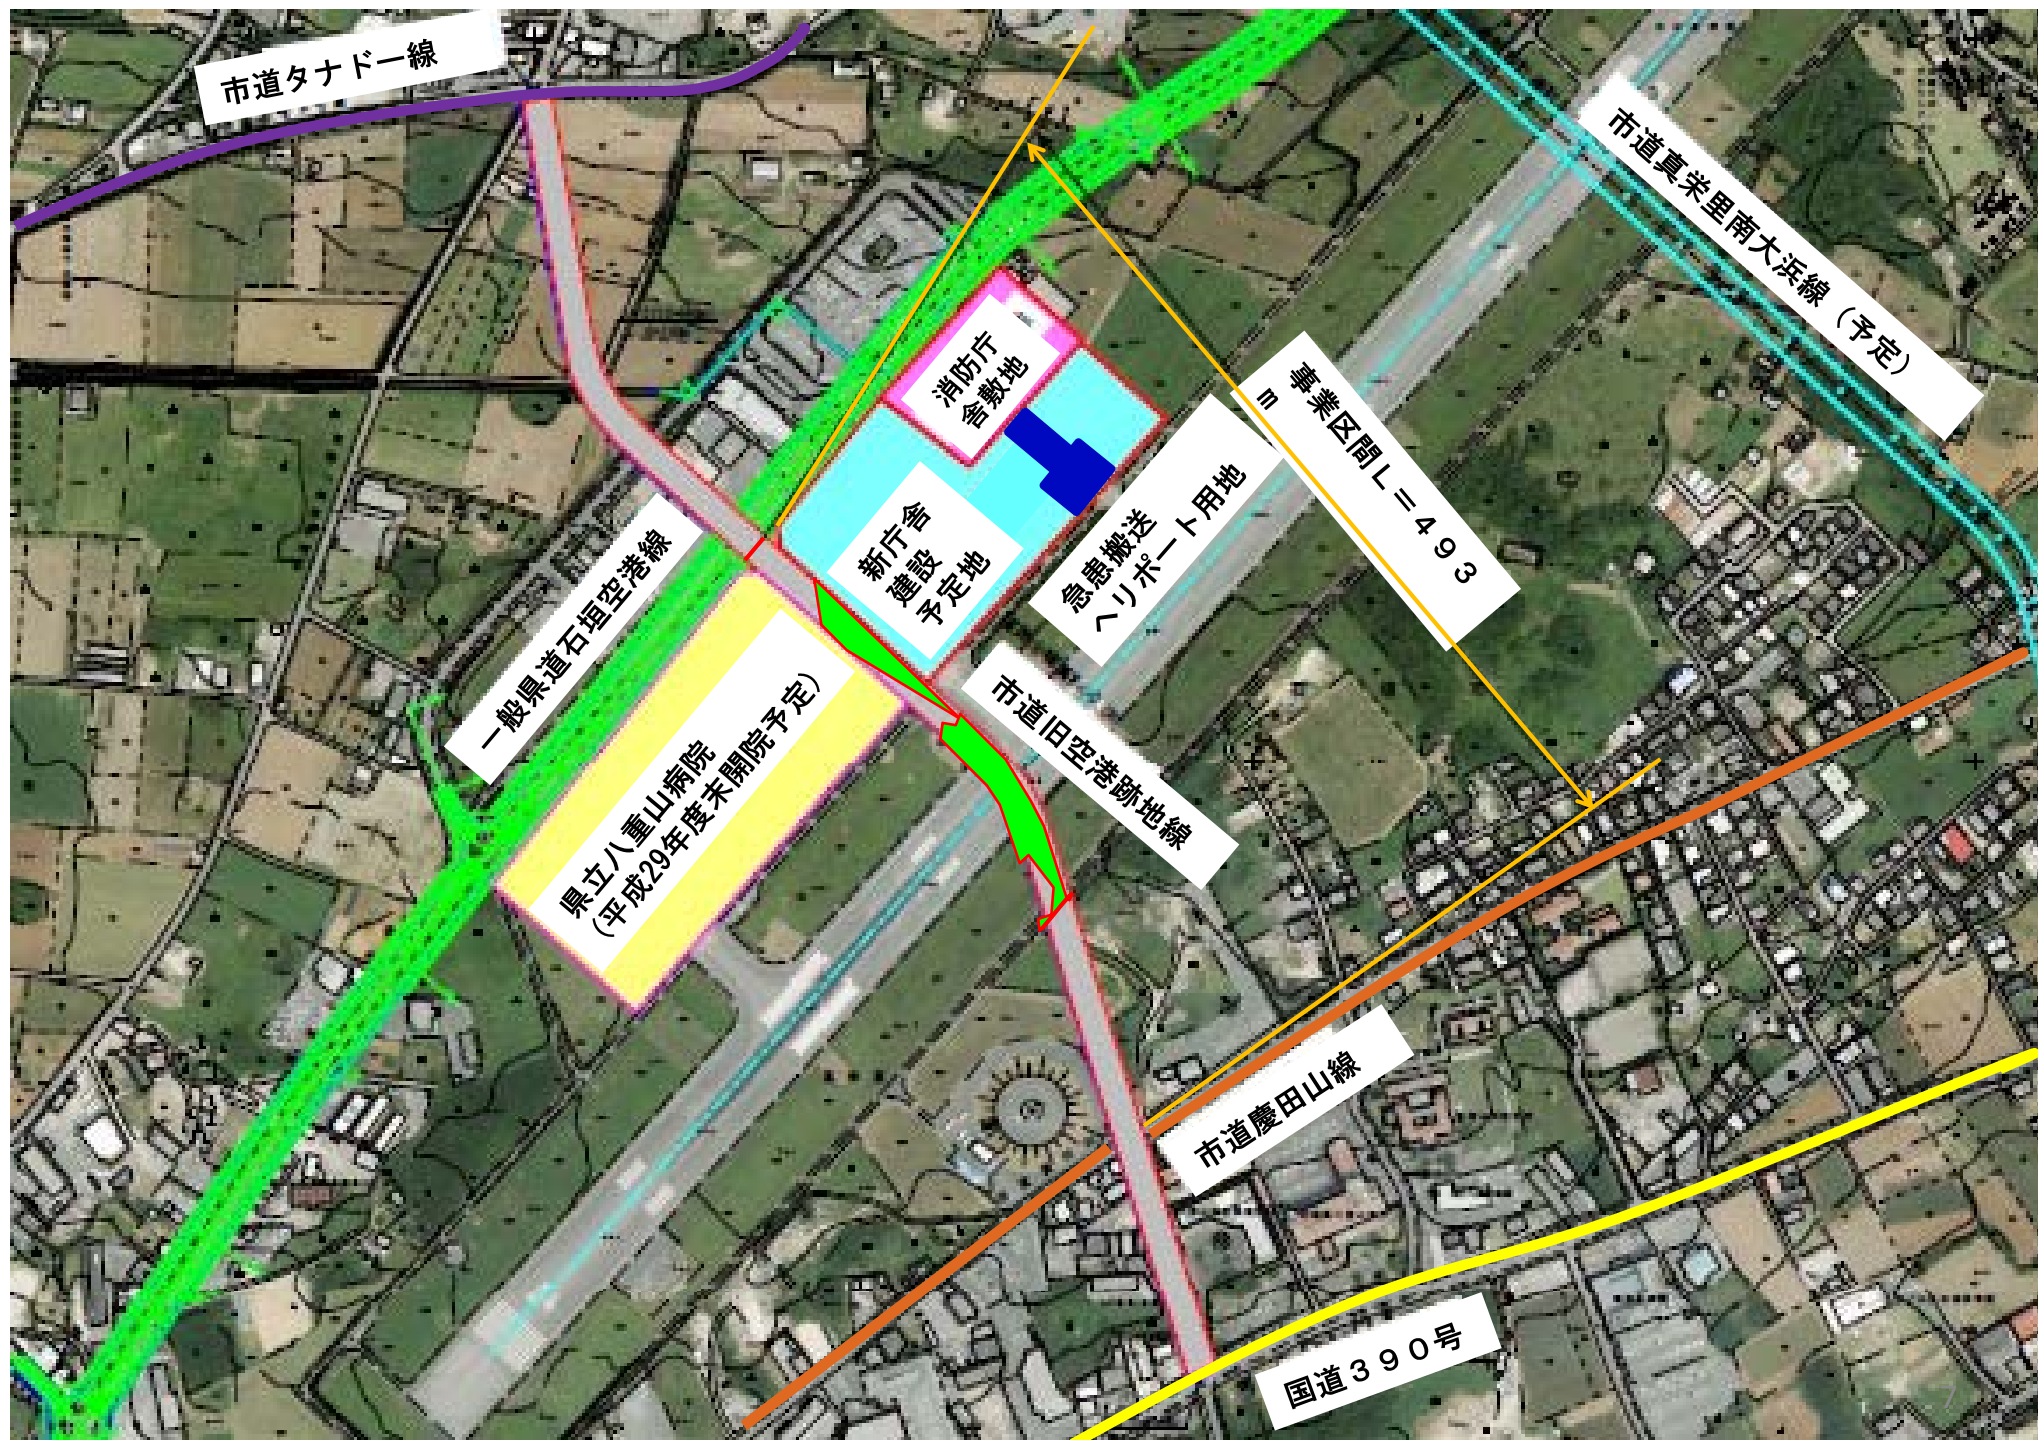 市道タナドー線
市道真栄里南大浜線（予定）
消防庁
舎敷地
事業区間Ｌ＝４９３
ｍ
急患搬送
ヘリポート用地
新庁舎
建設
予定地
一般県道石垣空港線
市道旧空港跡地線
県立八重山病院
（平成29年度末開院予定）
市道慶田山線
国道３９０号
7